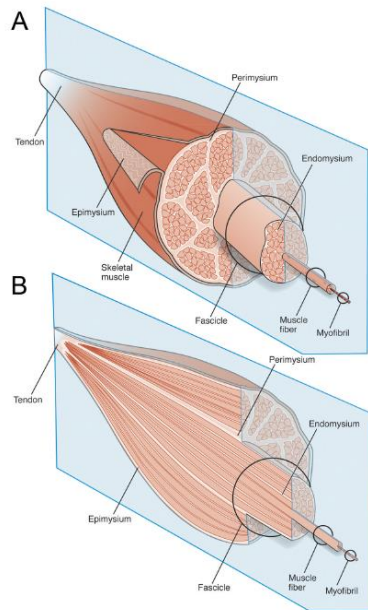 A
Perimysium
Tendon
Endomysium
Epimysium
Skeletal
muscle
Fascicle
Muscle
fiber
Myofibril
B
Perimysium
Tendon
Endomysium
Epimysium
Fascicle
Muscle
fiber
Myofibril